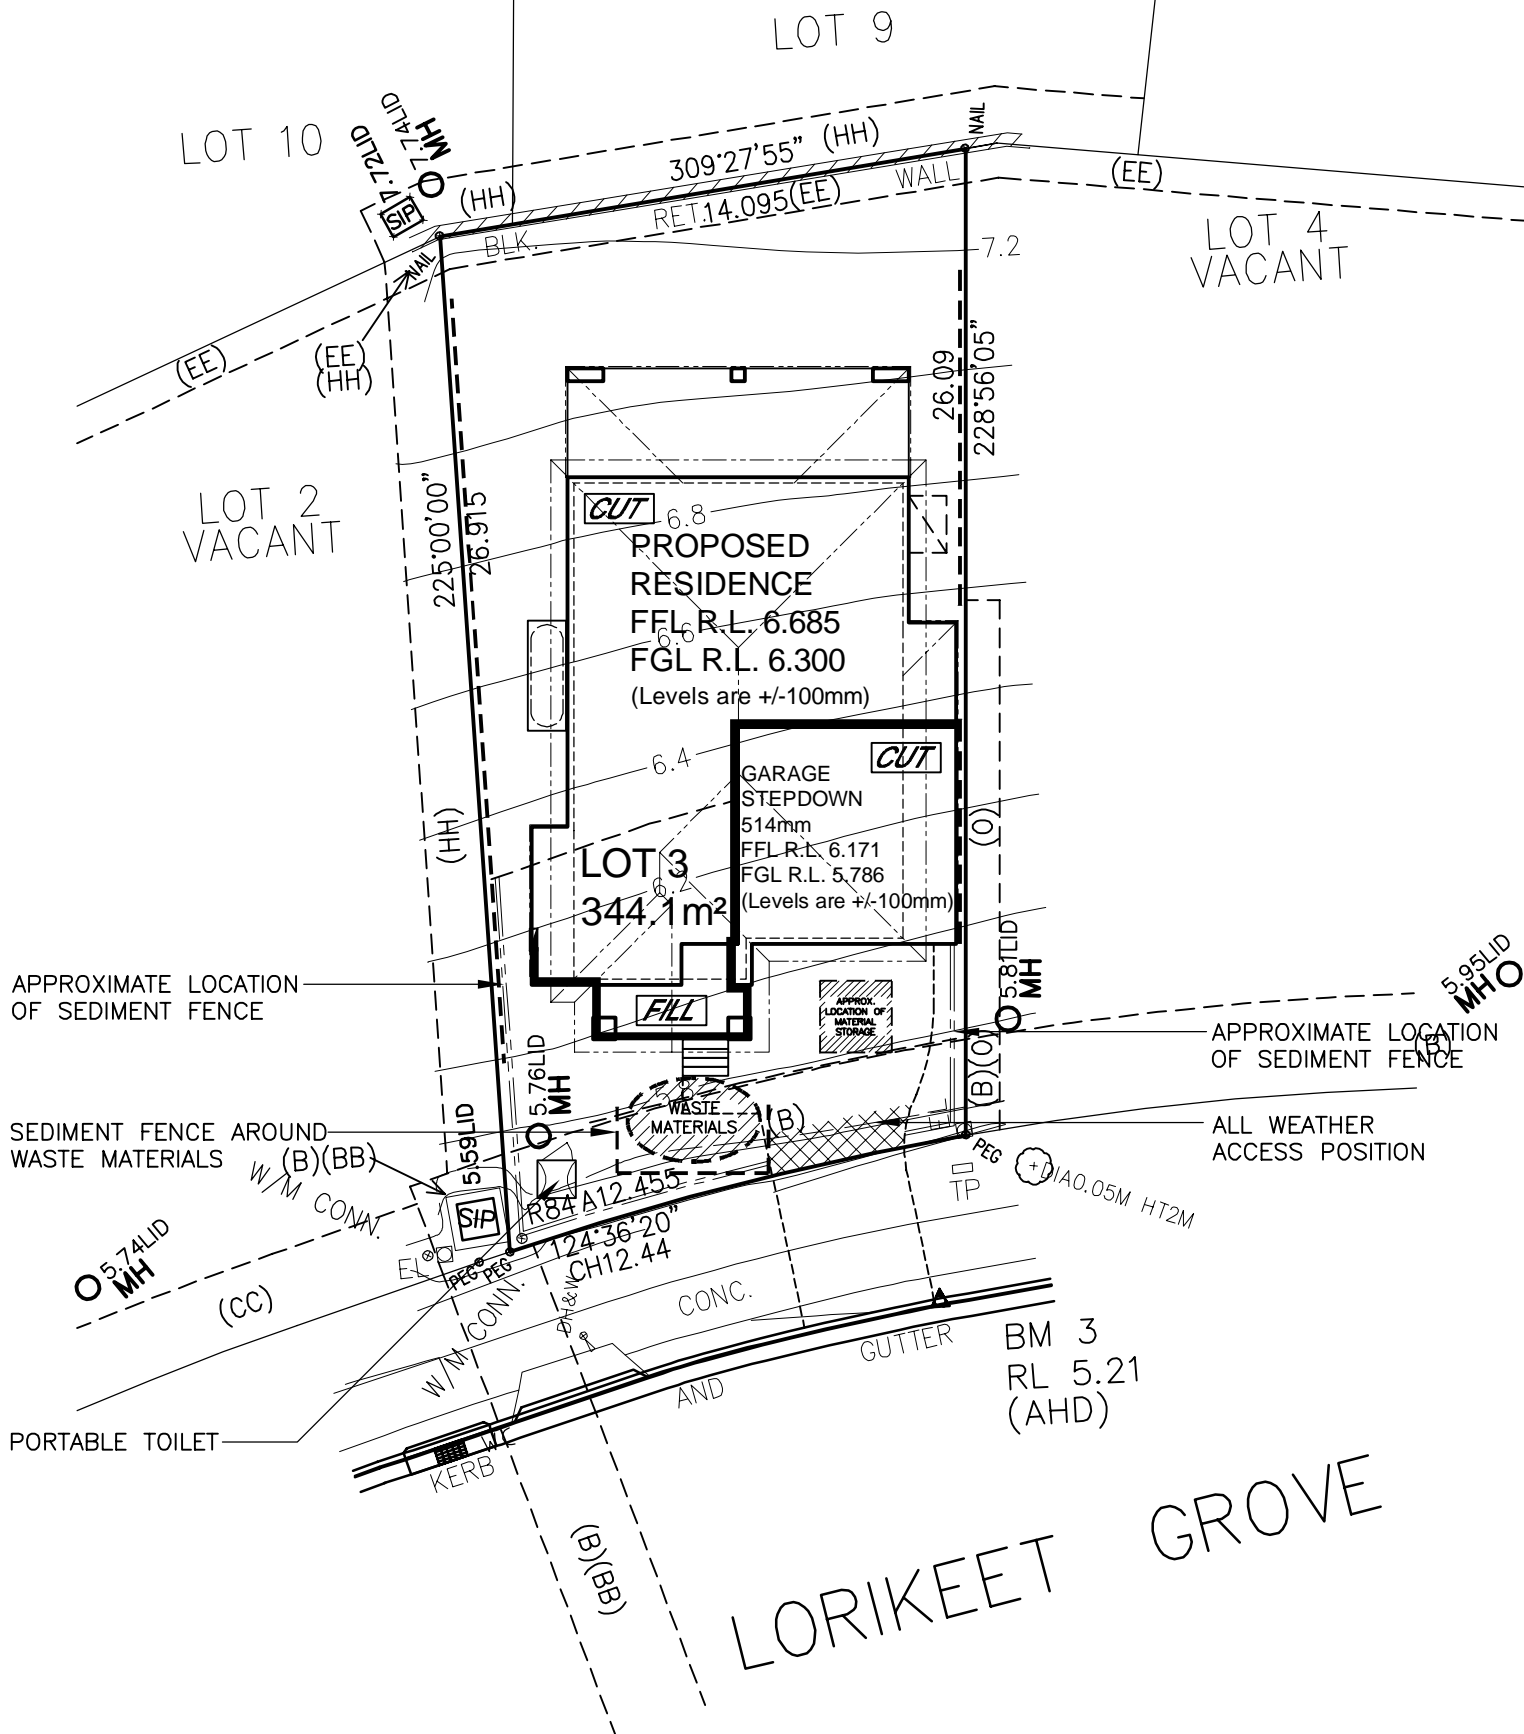 LOT 9
LOT 10
7.74LID
MH
7.72LID
SIP
NAIL
309°27'55" (HH)
(HH)
WALL
RET.
14.095(EE)
BLK.
(EE)
LOT 4
VACANT
7.2
NAIL
(EE)
(EE)
(HH)
26.09
228°56'05"
LOT 2
VACANT
225°00'00"
26.915
CUT
6.8
PROPOSED
RESIDENCE
FFL R.L. 6.685
6.6
FGL R.L. 6.300
(Levels are +/-100mm)
6.4
CUT
GARAGE
STEPDOWN
514mm
FFL R.L. 6.171
FGL R.L. 5.786
(Levels are +/-100mm)
(HH)
(O)
LOT 3
6.2
344.1m²
APPROXIMATE LOCATION
OF SEDIMENT FENCE
FILL
APPROX.
LOCATION OF
MATERIAL
STORAGE
5.81LID
MH
5.95LID
MH
APPROXIMATE LOCATION
OF SEDIMENT FENCE
(B)
(B)(O)
5.76LID
MH
5.8
WASTE
MATERIALS
(B)
SEDIMENT FENCE AROUND
WASTE MATERIALS
(B)(BB)
5.59LID
ALL WEATHER
ACCESS POSITION
PEG
TP
DIA0.05M HT2M
W/M CONN.
SIP
R84 A12.455
124°36'20"
CH12.44
5.74LID
MH
EL
PEG
PEG
(CC)
W/M CONN.
DH&W
CONC.
GUTTER
AND
KERB
BM 3
RL 5.21
(AHD)
PORTABLE TOILET
(B)(BB)
LORIKEET GROVE